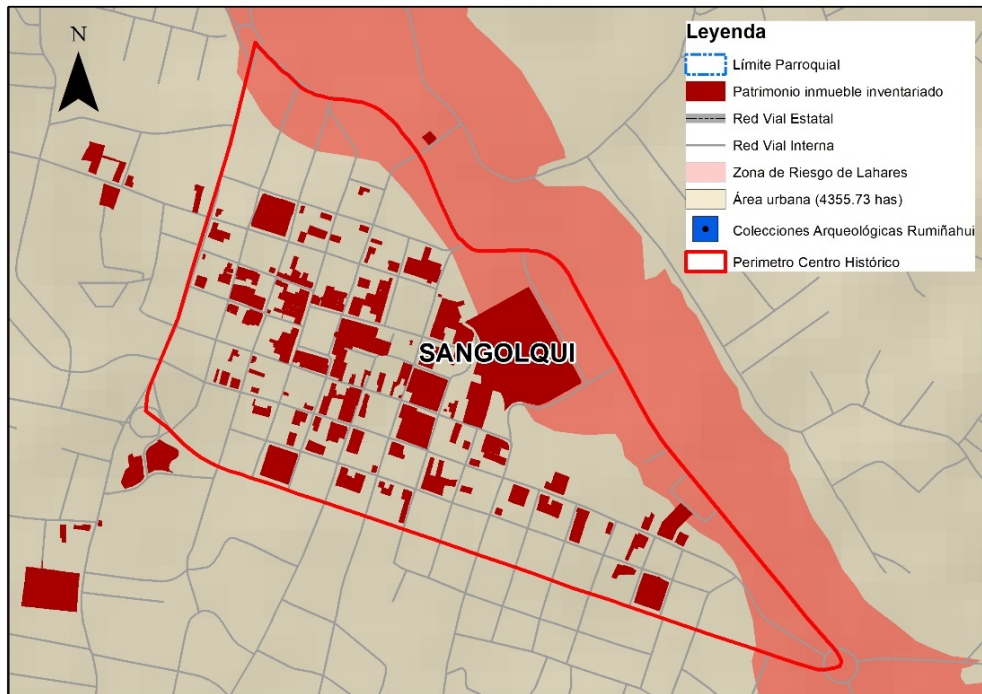 N
Leyenda
Límite Parroquial
Patrimonio inmueble inventariado
Red Vial Estatal
Red Vial Interna
Zona de Riesgo de Lahares
Área urbana (4355.73 has)
Colecciones Arqueológicas Rumiñahui
Perimetro Centro Histórico
SANGOLQUI